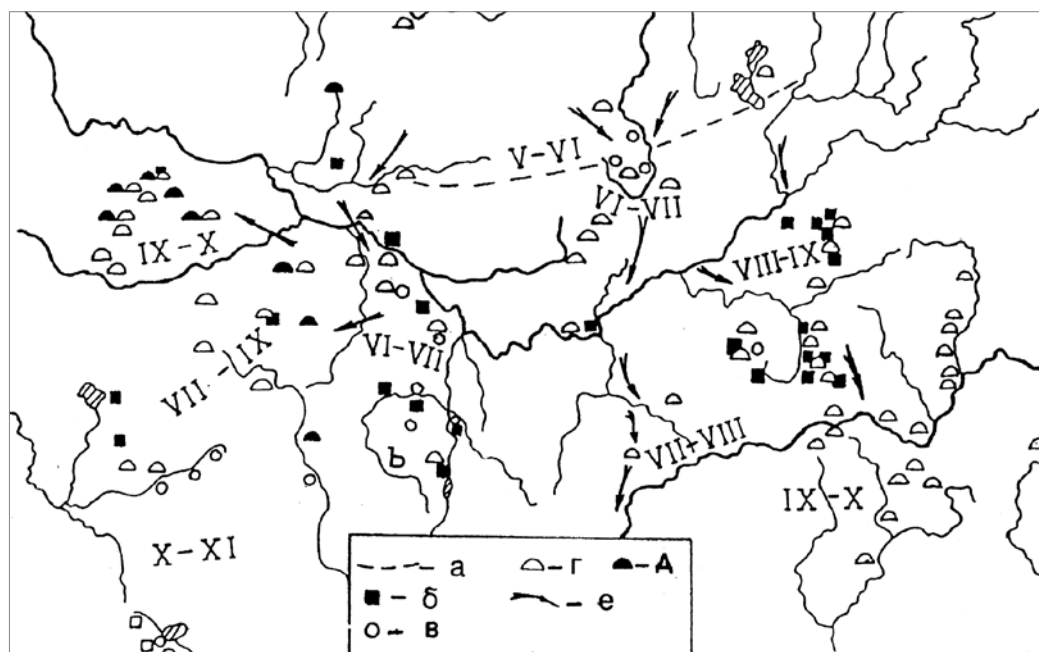 V-VI
VI-VII
IX-X
VIII-IX
VI-VII
VII-IX
VII-VIII
IX-X
X-XI
а
г
д
б
е
в